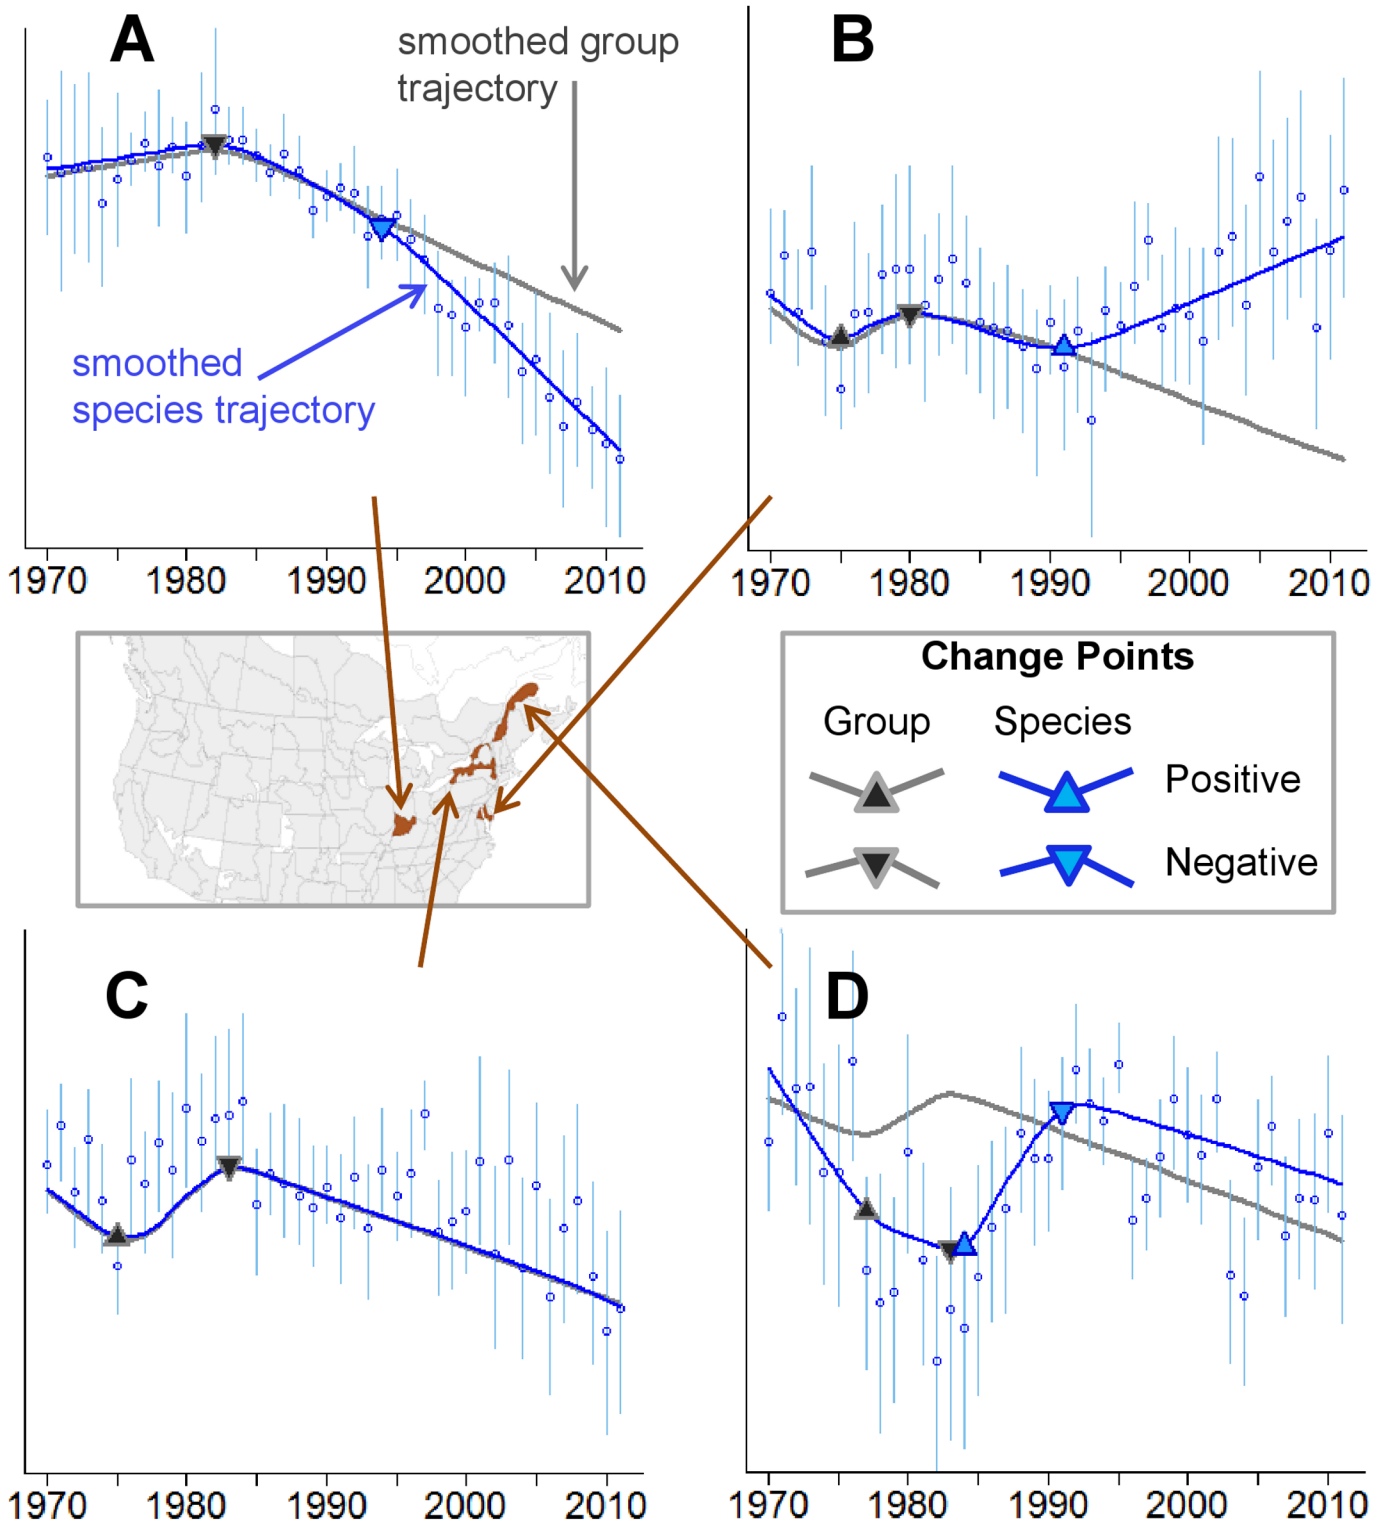 A
smoothed group
trajectory
smoothed
species trajectory
1970 1980 1990 2000 2010
B
1970 1980 1990 2000 2010
Change Points
Group Species
Positive
Negative
C
1970 1980 1990 2000 2010
D
1970 1980 1990 2000 2010